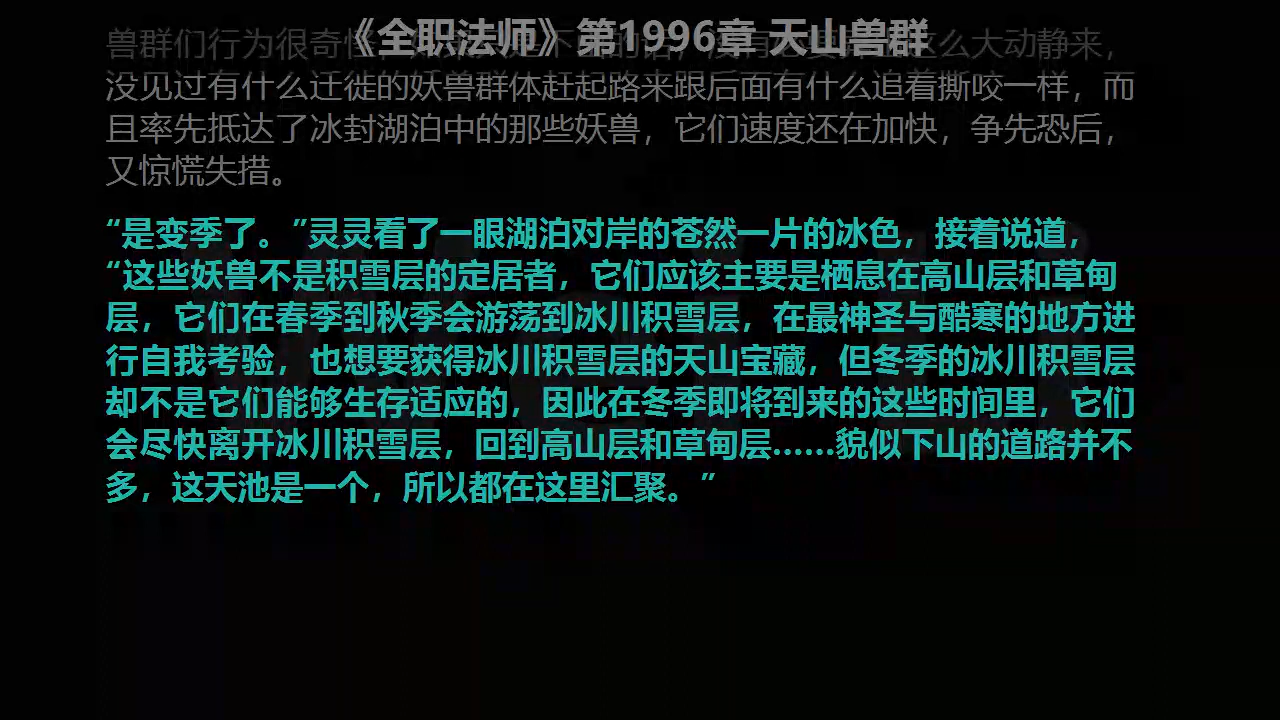 《全职法师》第1996章 天山兽群
兽群们行为很奇怪
这么大动静来，
没见过有什么迁徙的妖兽群体赶起路来跟后面有什么追着撕咬一样，而
且率先抵达了冰封湖泊中的那些妖兽，它们速度还在加快，争先恐后，
又惊慌失措。
“是变季了。”灵灵看了一眼湖泊对岸的苍然一片的冰色，接着说道，
“这些妖兽不是积雪层的定居者，它们应该主要是栖息在高山层和草甸
层，它们在春季到秋季会游荡到冰川积雪层，在最神圣与酷寒的地方进
行自我考验，也想要获得冰川积雪层的天山宝藏，但冬季的冰川积雪层
却不是它们能够生存适应的，因此在冬季即将到来的这些时间里，它们
会尽快离开冰川积雪层，回到高山层和草甸层……貌似下山的道路并不
多，这天池是一个，所以都在这里汇聚。”